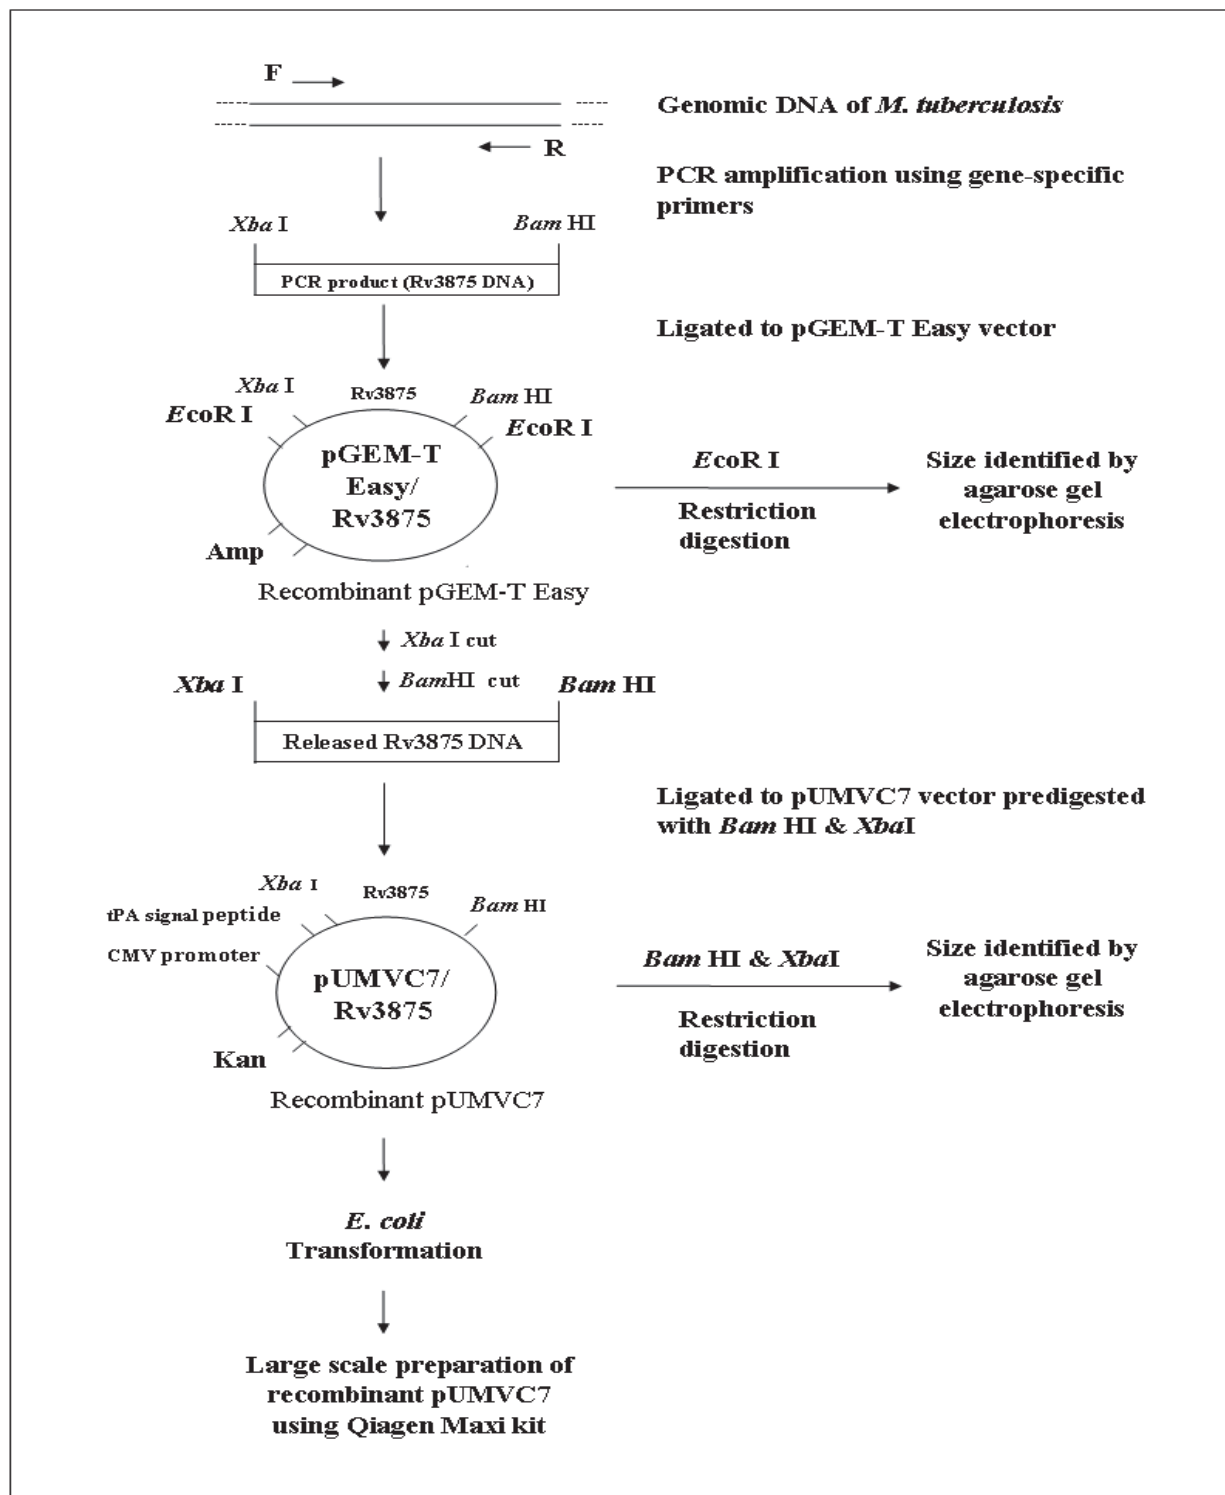 F
Genomic DNA of M. tuberculosis
R
PCR amplification using gene-specific
primers
Xba I
Bam HI
PCR product (Rv3875 DNA)
Ligated to pGEM-T Easy vector
Xba I
Rv3875
Bam HI
EcoR I
EcoR I
pGEM-T
Easy/
Rv3875
Amp
EcoR I
Restriction
digestion
Size identified by
agarose gel
electrophoresis
Recombinant pGEM-T Easy
Xba I cut
BamHI cut
Xba I
Bam HI
Released Rv3875 DNA
Ligated to pUMVC7 vector predigested
with Bam HI & XbaI
Xba I
Rv3875
Bam HI
tPA signal peptide
CMV promoter
pUMVC7/
Rv3875
Kan
Bam HI & XbaI
Restriction
digestion
Size identified by
agarose gel
electrophoresis
Recombinant pUMVC7
E. coli
Transformation
Large scale preparation of
recombinant pUMVC7
using Qiagen Maxi kit